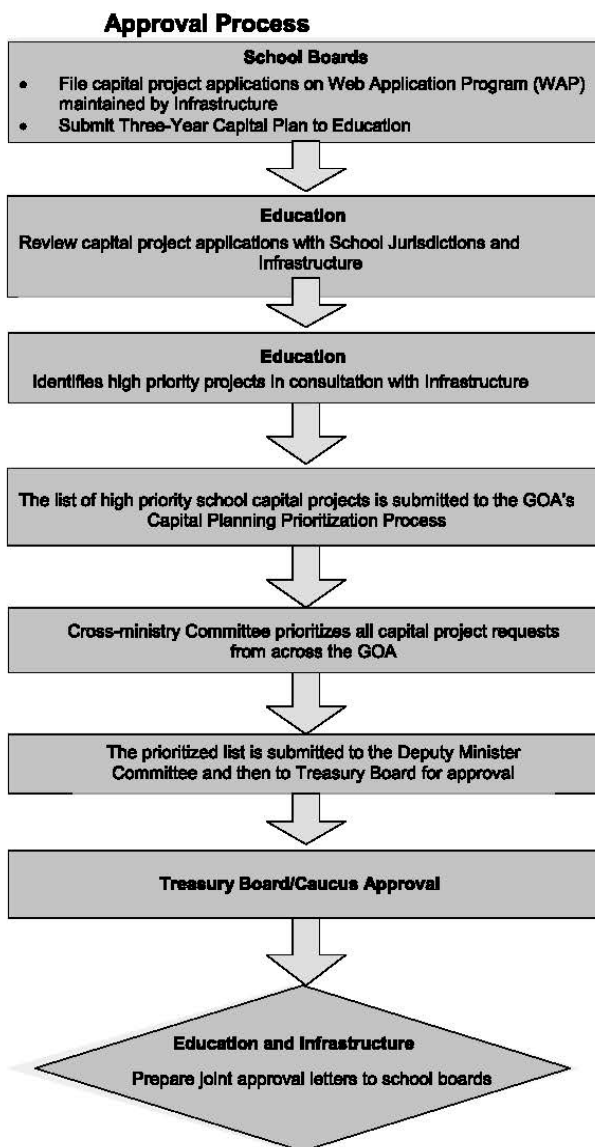 Approval Process
School Boards
• File capital project applications on Web Application Program (WAP)
maintained by Infrastructure
• Submit Three-Year Capital Plan to Education
Education
Review capital project applications with School Jurisdictions and
Infrastructure
Education
Identifies high priority projects in consultation with Infrastructure
The list of high priority school capital projects is submitted to the GOA's
Capital Planning Prioritization Process
Cross-ministry Committee prioritizes all capital project requests
from across the GOA
The prioritized list is submitted to the Deputy Minister
Committee and then to Treasury Board for approval
Treasury Board/Caucus Approval
Education and Infrastructure
Prepare joint approval letters to school boards